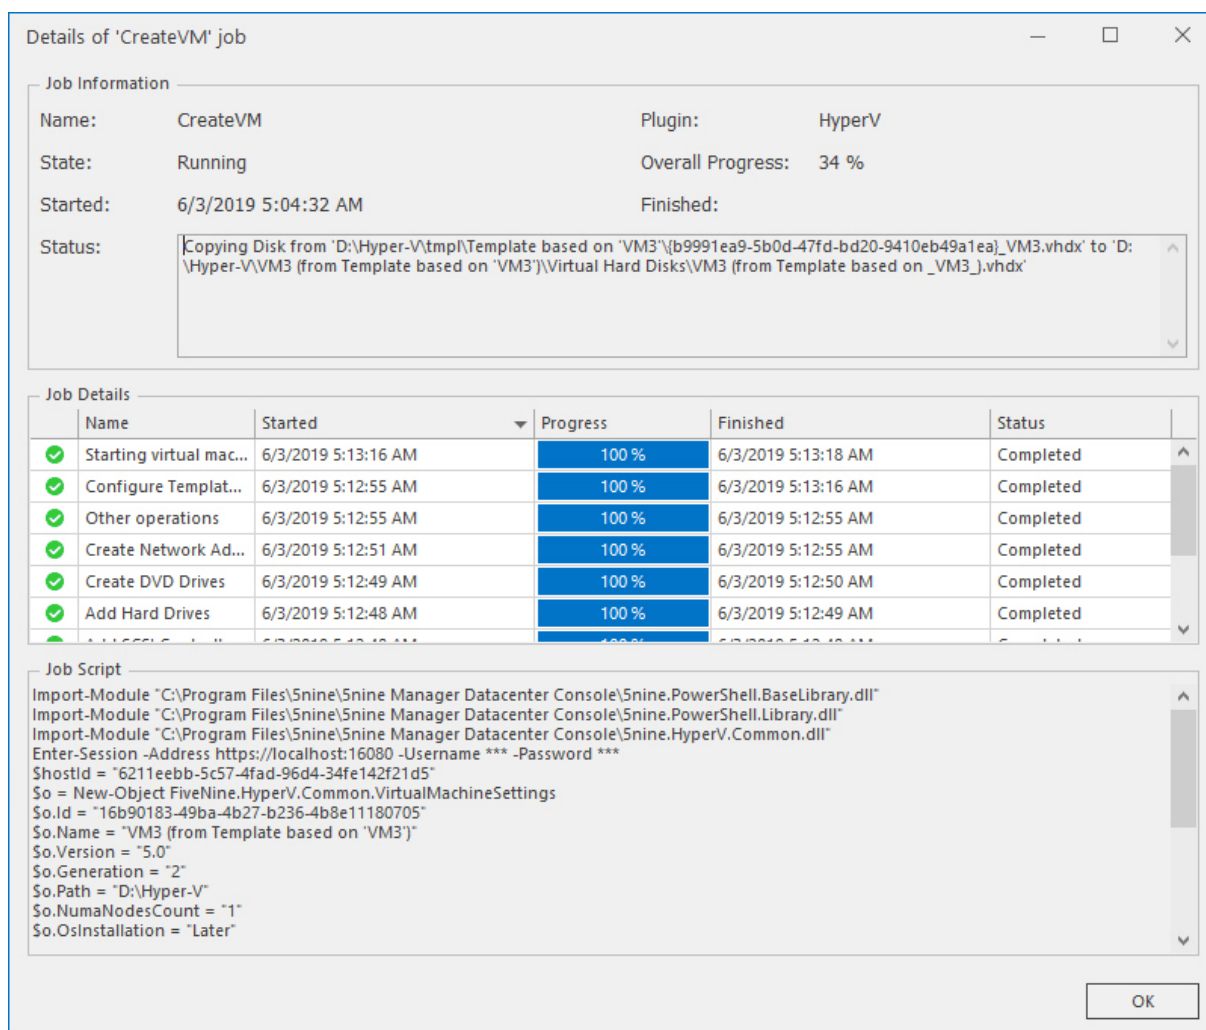 Details of 'CreateVM' job
Job Information
Name: CreateVM Plugin: HyperV
State: Running Overall Progress: 34 %
Started: 6/3/2019 5:04:32 AM Finished:
Status: Copying Disk from 'D:\Hyper-V\tmpl\Template based on 'VM3'\{b9991ea9-5b0d-47fd-bd20-9410eb49a1ea}_VM3.vhdx' to 'D:
\Hyper-V\VM3 (from Template based on 'VM3')\Virtual Hard Disks\VM3 (from Template based on _VM3_).vhdx'
Job Details
Name Started Progress Finished Status
Starting virtual mac... 6/3/2019 5:13:16 AM 100 % 6/3/2019 5:13:18 AM Completed
Configure Templat... 6/3/2019 5:12:55 AM 100 % 6/3/2019 5:13:16 AM Completed
Other operations 6/3/2019 5:12:55 AM 100 % 6/3/2019 5:12:55 AM Completed
Create Network Ad... 6/3/2019 5:12:51 AM 100 % 6/3/2019 5:12:55 AM Completed
Create DVD Drives 6/3/2019 5:12:49 AM 100 % 6/3/2019 5:12:50 AM Completed
Add Hard Drives 6/3/2019 5:12:48 AM 100 % 6/3/2019 5:12:49 AM Completed
Job Script
Import-Module "C:\Program Files\5nine\5nine Manager Datacenter Console\5nine.PowerShell.BaseLibrary.dll"
Import-Module "C:\Program Files\5nine\5nine Manager Datacenter Console\5nine.PowerShell.Library.dll"
Import-Module "C:\Program Files\5nine\5nine Manager Datacenter Console\5nine.HyperV.Common.dll"
Enter-Session -Address https://localhost:16080 -Username *** -Password ***
$hostId = "6211eebb-5c57-4fad-96d4-34fe142f21d5"
$o = New-Object FiveNine.HyperV.Common.VirtualMachineSettings
$o.Id = "16b90183-49ba-4b27-b236-4b8e11180705"
$o.Name = "VM3 (from Template based on 'VM3')"
$o.Version = "5.0"
$o.Generation = "2"
$o.Path = "D:\Hyper-V"
$o.NumaNodesCount = "1"
$o.OsInstallation = "Later"
OK